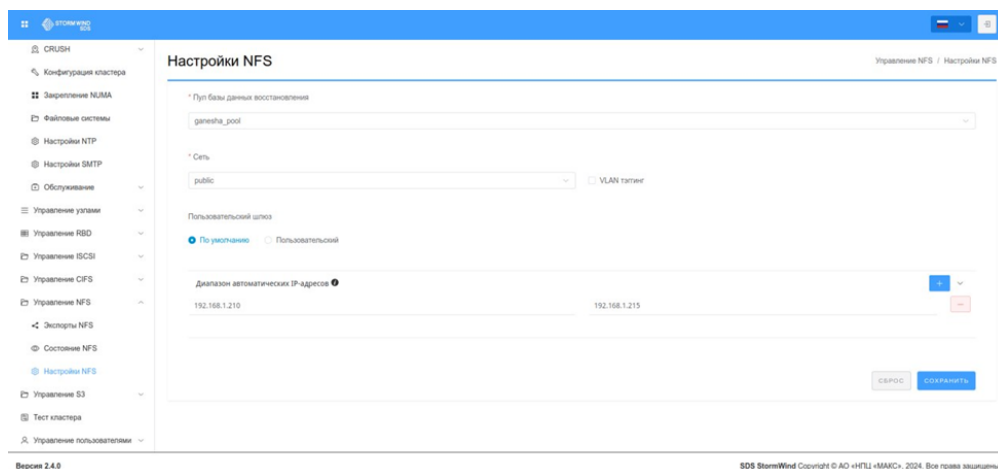 STORMWIND
SDS
CRUSH
Конфигурация кластера
Закрепление NUMA
Файловые системы
Настройки NTP
Настройки SMTP
Обслуживание
Управление узлами
Управление RBD
Управление ISCSI
Управление CIFS
Управление NFS
Экспорты NFS
Состояние NFS
Настройки NFS
Управление S3
Тест кластера
Управление пользователями
Настройки NFS
Управление NFS / Настройки NFS
* Пул базы данных восстановления
ganesha_pool
* Сеть
public
VLAN тэгинг
Пользовательский шлюз
По умолчанию
Пользовательский
Диапазон автоматических IP-адресов
192.168.1.210
192.168.1.215
СБРОС
СОХРАНИТЬ
Версия 2.4.0
SDS StormWind Copyright © АО «НПЦ «МАКС», 2024. Все права защищены